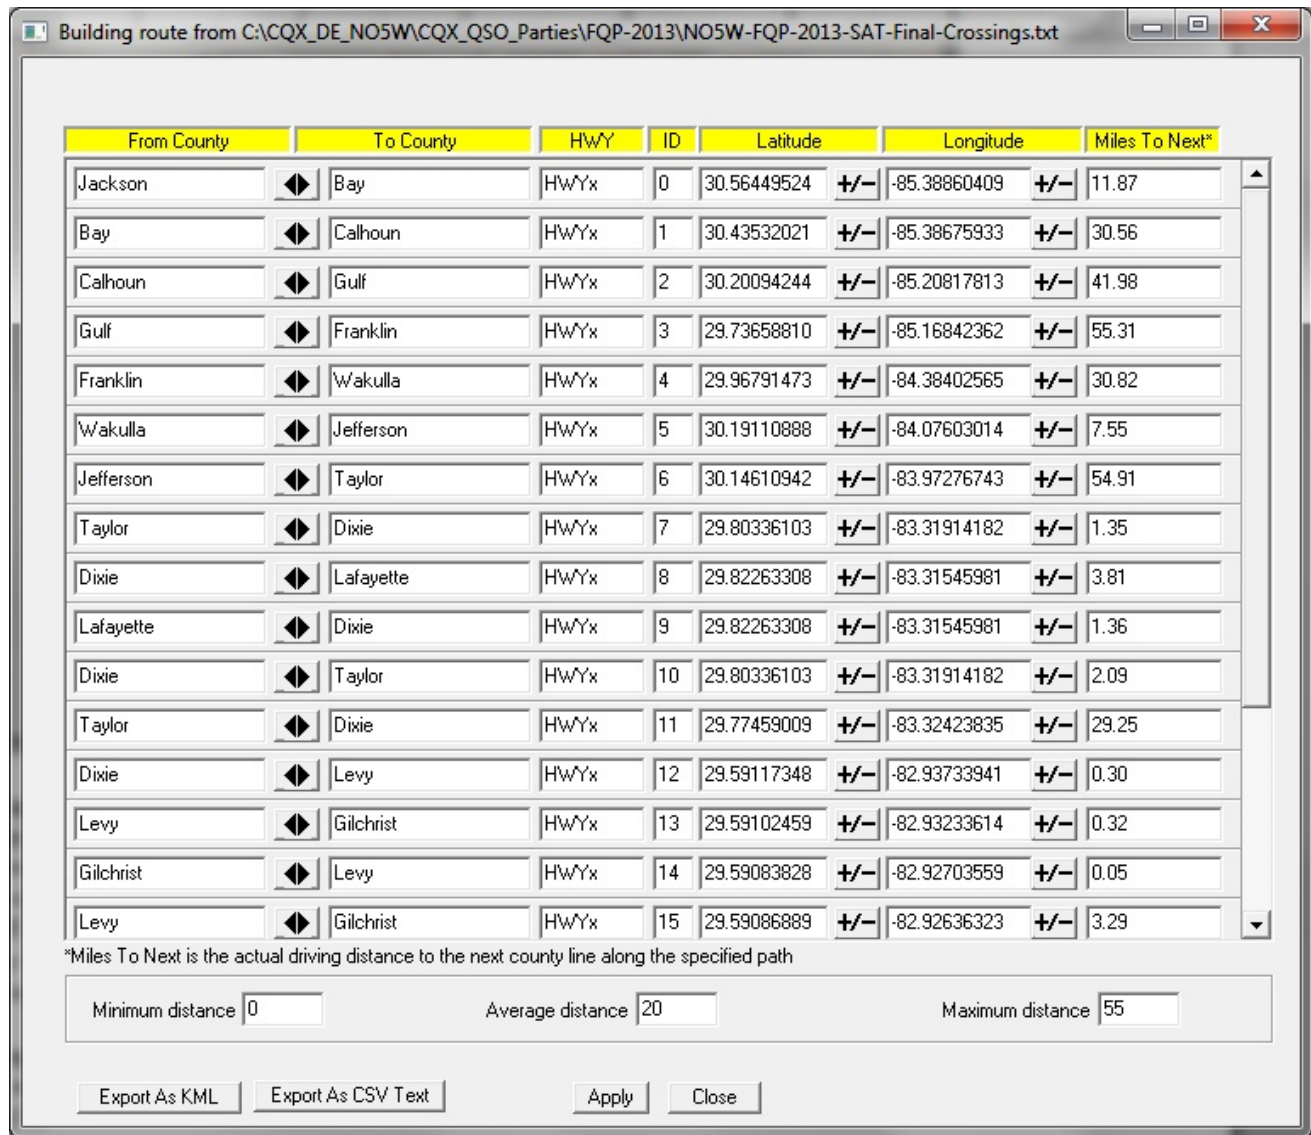 Building route from C:\CQX_DE_NO5W\CQX_QSO_Parties\FQP-2013\NO5W-FQP-2013-SAT-Final-Crossings.txt
From County To County HWY ID Latitude Longitude Miles To Next*
Jackson Bay HWYx 0 30.56449524 +/- -85.38860409 +/- 11.87
Bay Calhoun HWYx 1 30.43532021 +/- -85.38675933 +/- 30.56
Calhoun Gulf HWYx 2 30.20094244 +/- -85.20817813 +/- 41.98
Gulf Franklin HWYx 3 29.73658810 +/- -85.16842362 +/- 55.31
Franklin Wakulla HWYx 4 29.96791473 +/- -84.38402565 +/- 30.82
Wakulla Jefferson HWYx 5 30.19110888 +/- -84.07603014 +/- 7.55
Jefferson Taylor HWYx 6 30.14610942 +/- -83.97276743 +/- 54.91
Taylor Dixie HWYx 7 29.80336103 +/- -83.31914182 +/- 1.35
Dixie Lafayette HWYx 8 29.82263308 +/- -83.31545981 +/- 3.81
Lafayette Dixie HWYx 9 29.82263308 +/- -83.31545981 +/- 1.36
Dixie Taylor HWYx 10 29.80336103 +/- -83.31914182 +/- 2.09
Taylor Dixie HWYx 11 29.77459009 +/- -83.32423835 +/- 29.25
Dixie Levy HWYx 12 29.59117348 +/- -82.93733941 +/- 0.30
Levy Gilchrist HWYx 13 29.59102459 +/- -82.93233614 +/- 0.32
Gilchrist Levy HWYx 14 29.59083828 +/- -82.92703559 +/- 0.05
Levy Gilchrist HWYx 15 29.59086889 +/- -82.92636323 +/- 3.29
*Miles To Next is the actual driving distance to the next county line along the specified path
Minimum distance 0 Average distance 20 Maximum distance 55
Export As KML Export As CSV Text Apply Close